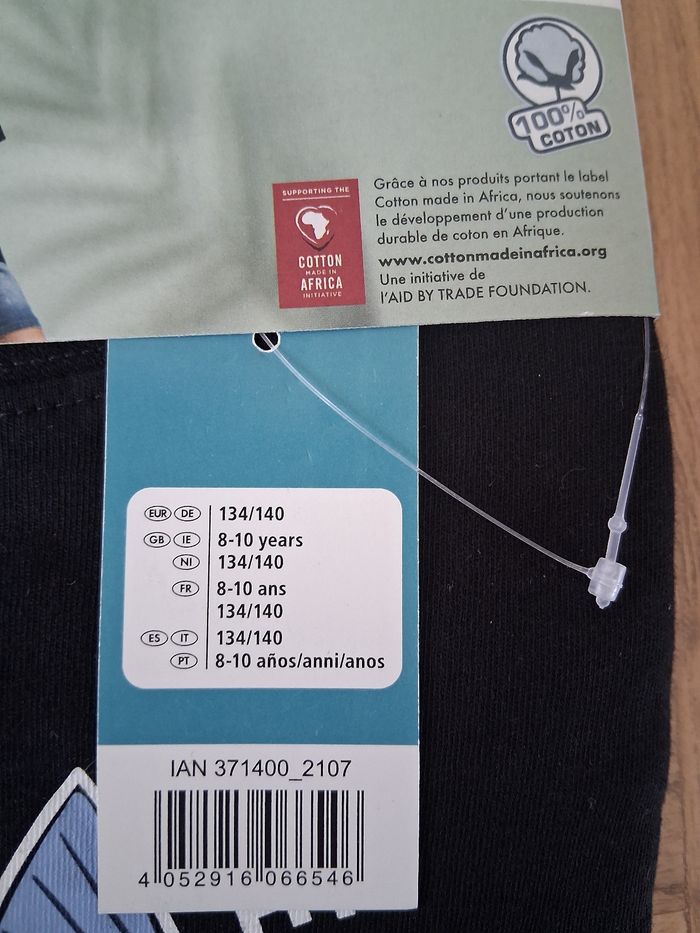 100%
COTON
Grâce à nos produits portant le label
Cotton made in Africa, nous soutenons
le développement d'une production
durable de coton en Afrique.
www.cottonmadeinafrica.org
Une initiative de
l'AID BY TRADE FOUNDATION.
SUPPORTING THE
COTTON
MADE IN
AFRICA
INITIATIVE
EUR DE 134/140
GB IE 8-10 years
NI 134/140
FR 8-10 ans
134/140
ES IT 134/140
PT 8-10 años/anni/anos
IAN 371400_2107
4 052916 066546